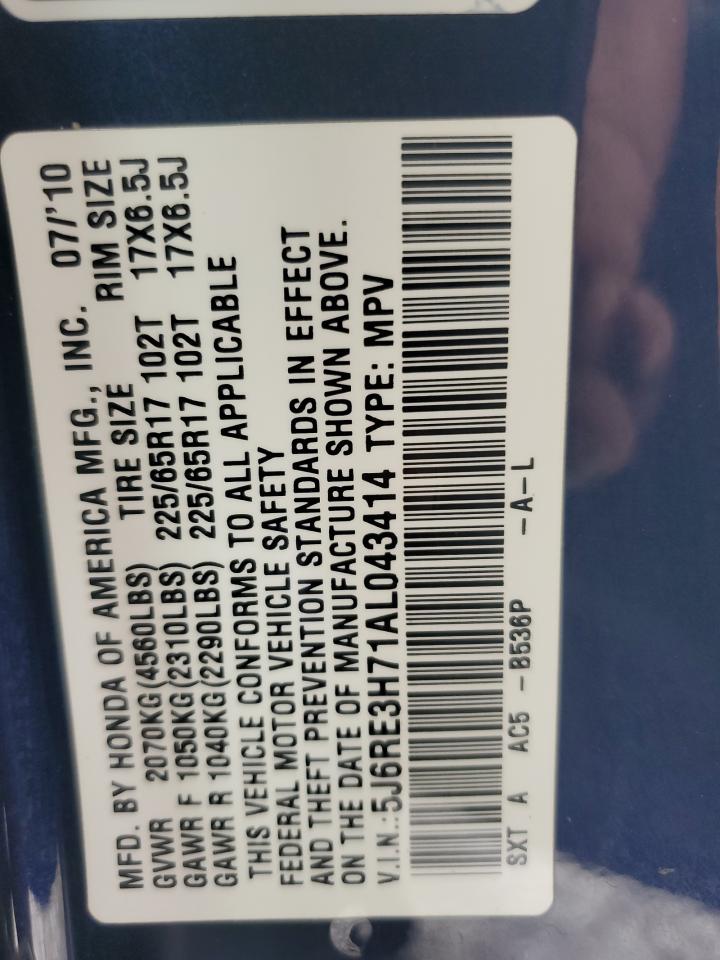 MFD. BY HONDA OF AMERICA MFG., INC. 07/'10
GVWR 2070KG(4560LBS) TIRE SIZE RIM SIZE
GAWR F 1050KG(2310LBS) 225/65R17 102T 17X6.5J
GAWR R 1040KG(2290LBS) 225/65R17 102T 17X6.5J
THIS VEHICLE CONFORMS TO ALL APPLICABLE
FEDERAL MOTOR VEHICLE SAFETY
AND THEFT PREVENTION STANDARDS IN EFFECT
ON THE DATE OF MANUFACTURE SHOWN ABOVE.
V.I.N.:5J6RE3H71AL043414 TYPE: MPV
SXT A AC5 -B536P -A-L